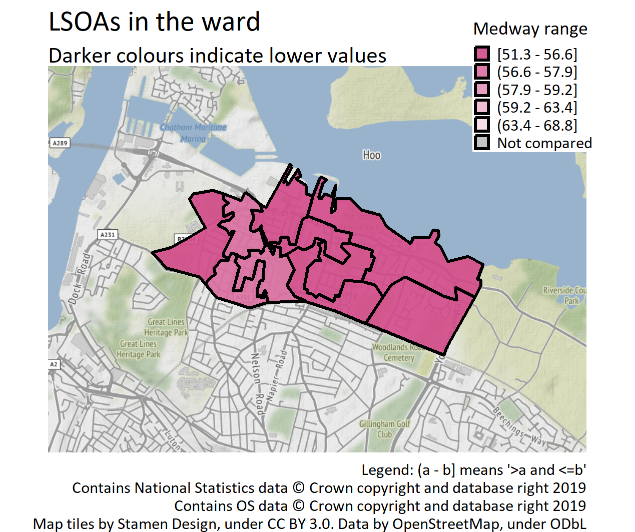 LSOAs in the ward
Darker colours indicate lower values
Medway range
[51.3 - 56.6]
(56.6 - 57.9]
(57.9 - 59.2]
(59.2 - 63.4]
(63.4 - 68.8]
Not compared
Chatham Maritime
Marina
A289
Hoo
A231
Dock Road
Riverside
Park
Great Lines
Heritage Park
Great Lines
Heritage Park
Woodlands
Cemetery
A2
Nelson Road
Napier Road
Gillingham Golf
Club
Beechings Way
Legend: (a - b] means '>a and <=b'
Contains National Statistics data © Crown copyright and database right 2019
Contains OS data © Crown copyright and database right 2019
Map tiles by Stamen Design, under CC BY 3.0. Data by OpenStreetMap, under ODbL